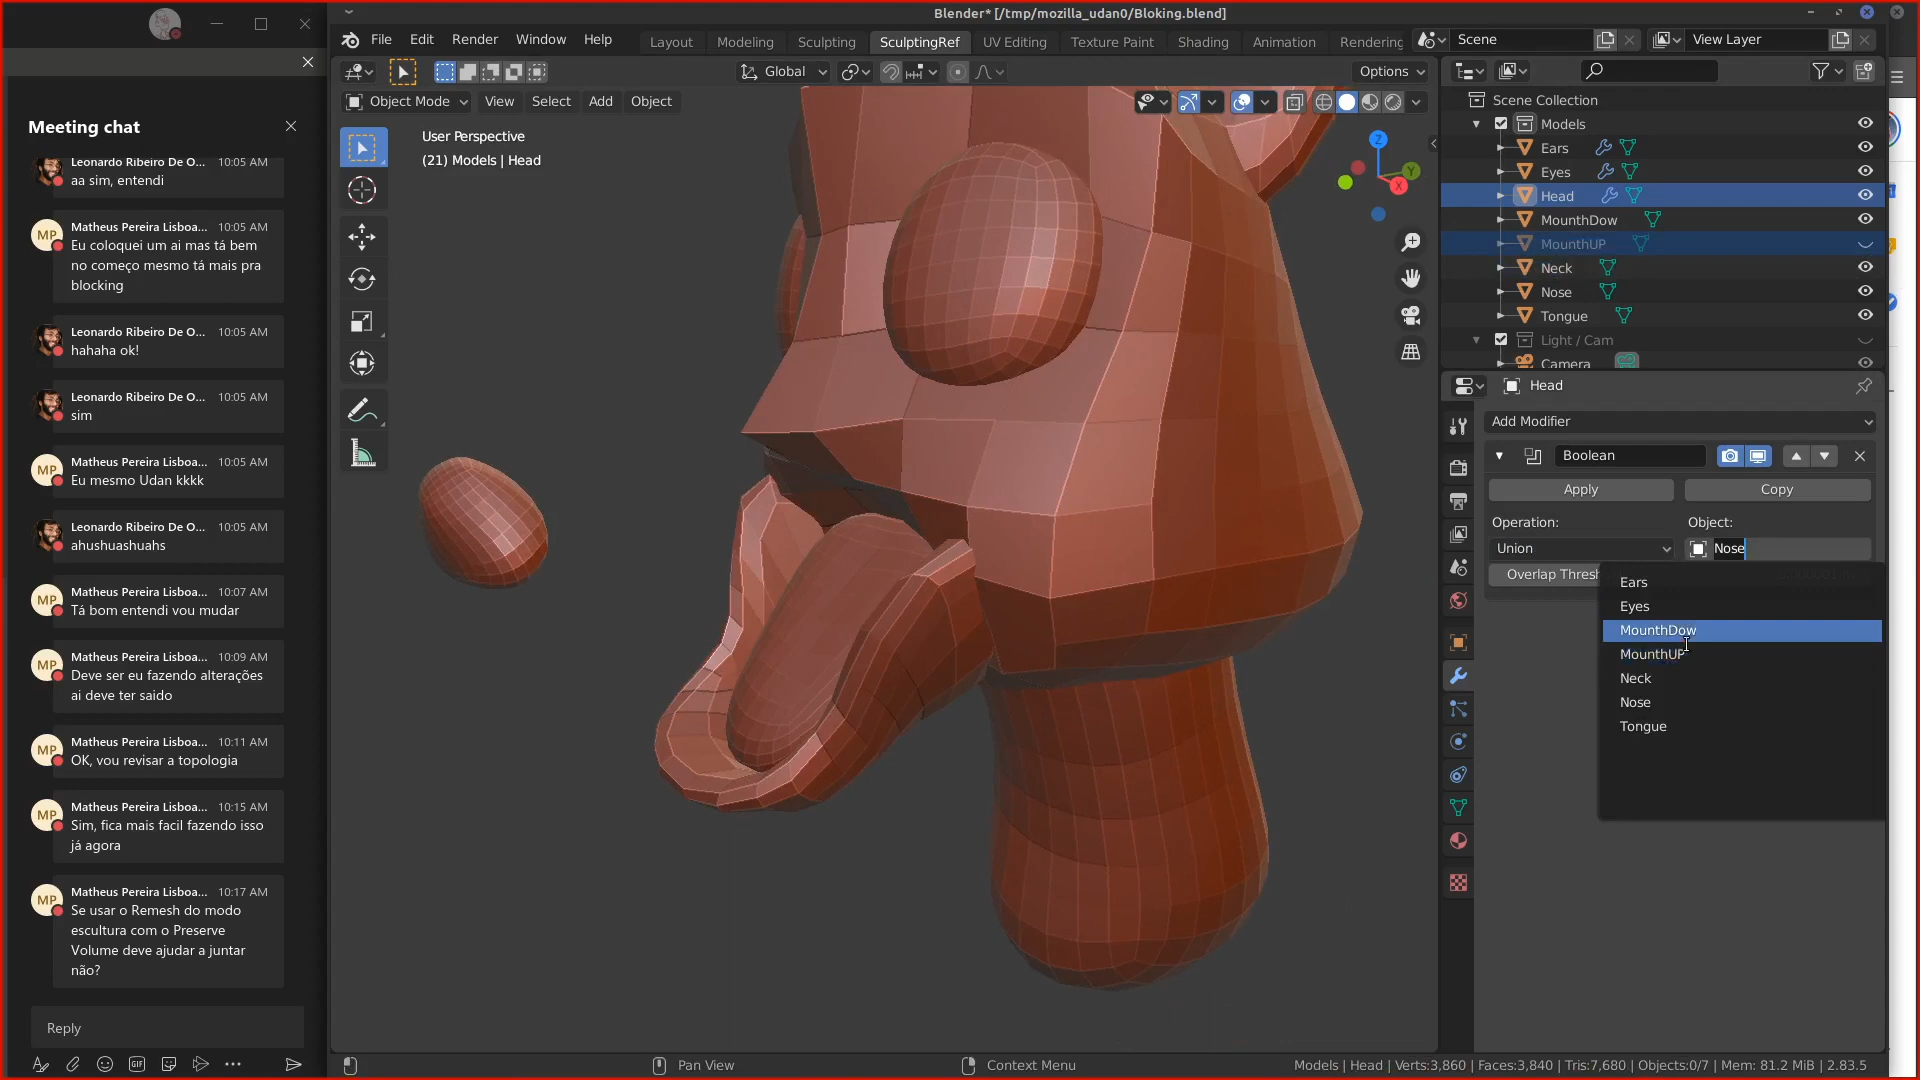 Meeting chat
Leonardo Ribeiro De O... 10:05 AM
aa sim, entendi
MP
Matheus Pereira Lisboa... 10:05 AM
Eu coloquei um ai mas tá bem
no começo mesmo tá mais pra
blocking
Leonardo Ribeiro De O... 10:05 AM
hahaha ok!
Leonardo Ribeiro De O... 10:05 AM
sim
MP
Matheus Pereira Lisboa... 10:05 AM
Eu mesmo Udan kkkk
Leonardo Ribeiro De O... 10:05 AM
ahushuashuahs
MP
Matheus Pereira Lisboa... 10:07 AM
Tá bom entendi vou mudar
MP
Matheus Pereira Lisboa... 10:09 AM
Deve ser eu fazendo alterações
ai deve ter saido
MP
Matheus Pereira Lisboa... 10:11 AM
OK, vou revisar a topologia
MP
Matheus Pereira Lisboa... 10:15 AM
Sim, fica mais facil fazendo isso
já agora
MP
Matheus Pereira Lisboa... 10:17 AM
Se usar o Remesh do modo
escultura com o Preserve
Volume deve ajudar a juntar
não?
Reply
GIF
Blender* [/tmp/mozilla_udan0/Bloking.blend]
File Edit Render Window Help
Layout Modeling Sculpting SculptingRef UV Editing Texture Paint Shading Animation Rendering
Scene
View Layer
Global
Options
Object Mode View Select Add Object
User Perspective
(21) Models | Head
Z
Y
X
Scene Collection
Models
Ears
Eyes
Head
MounthDow
MounthUP
Neck
Nose
Tongue
Light / Cam
Camera
Head
Add Modifier
Boolean
Apply Copy
Operation: Object:
Union Nose
Overlap Thresh
Ears
Eyes
MounthDow
MounthUP
Neck
Nose
Tongue
Pan View
Context Menu
Models | Head | Verts:3,860 | Faces:3,840 | Tris:7,680 | Objects:0/7 | Mem: 81.2 MiB | 2.83.5